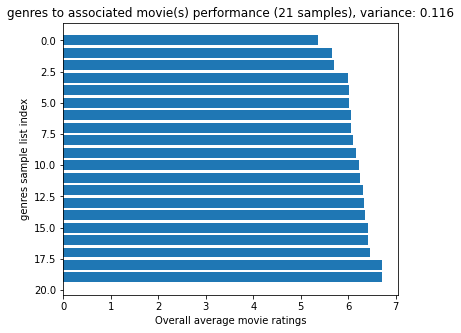 genres to associated movie(s) performance (21 samples), variance: 0.116
0.0
2.5
5.0
7.5
10.0
12.5
15.0
17.5
20.0
genres sample list index
0 1 2 3 4 5 6 7
Overall average movie ratings